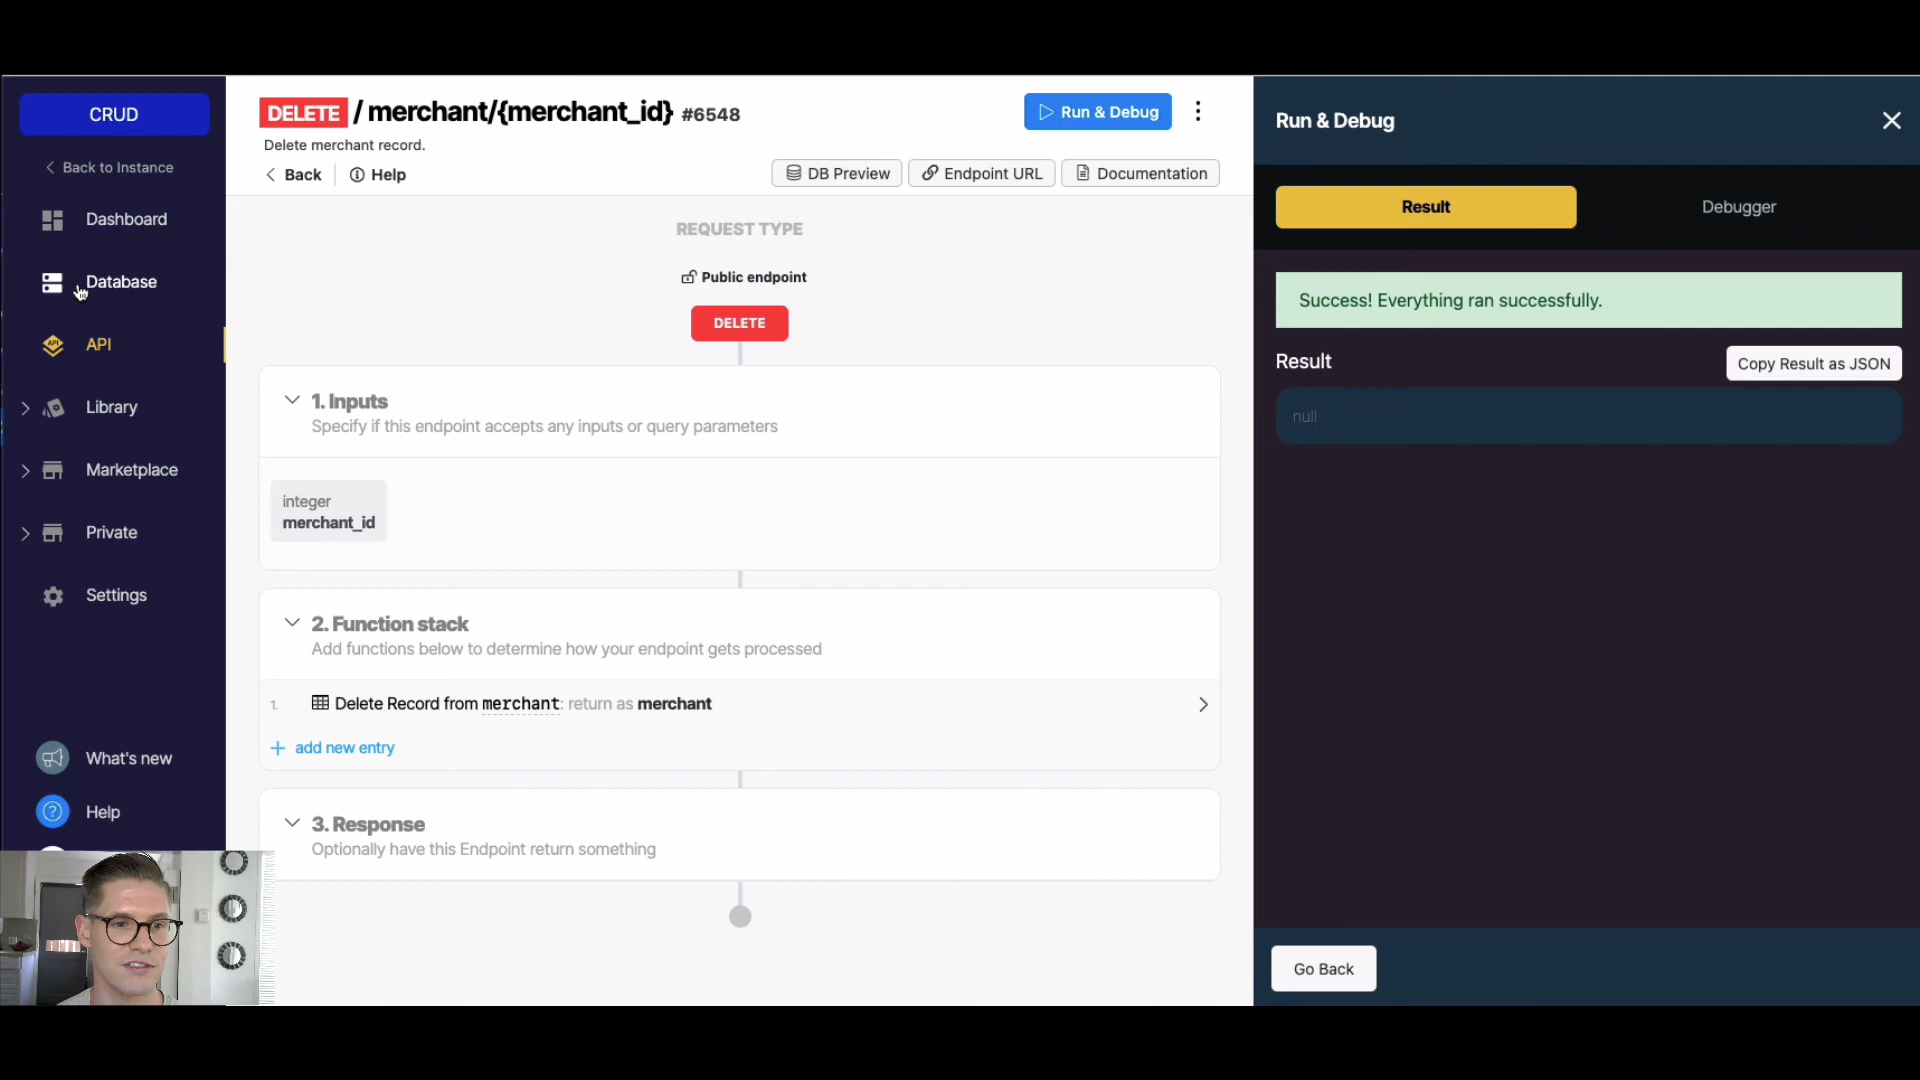 CRUD
Back to Instance
Dashboard
Database
API
API
Library
Marketplace
Private
Settings
What's new
Help
DELETE / merchant/{merchant_id} #6548
Delete merchant record.
Back
Help
Run & Debug
DB Preview
Endpoint URL
Documentation
REQUEST TYPE
Public endpoint
DELETE
1. Inputs
Specify if this endpoint accepts any inputs or query parameters
integer
merchant_id
2. Function stack
Add functions below to determine how your endpoint gets processed
1. Delete Record from merchant: return as merchant
+ add new entry
3. Response
Optionally have this Endpoint return something
Run & Debug
Result
Debugger
Success! Everything ran successfully.
Result
Copy Result as JSON
null
Go Back